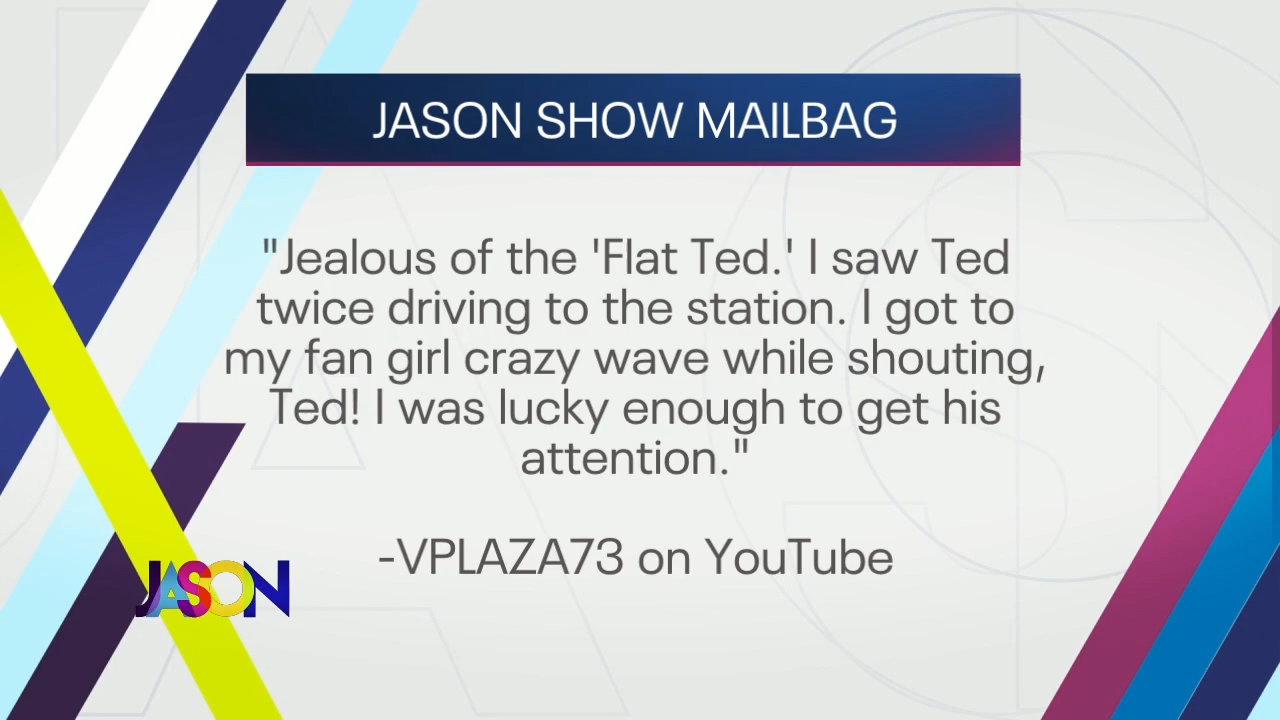 JASON SHOW MAILBAG
"Jealous of the 'Flat Ted.' I saw Ted
twice driving to the station. I got to
my fan girl crazy wave while shouting,
Ted! I was lucky enough to get his
attention."
-VPLAZA73 on YouTube
JASON